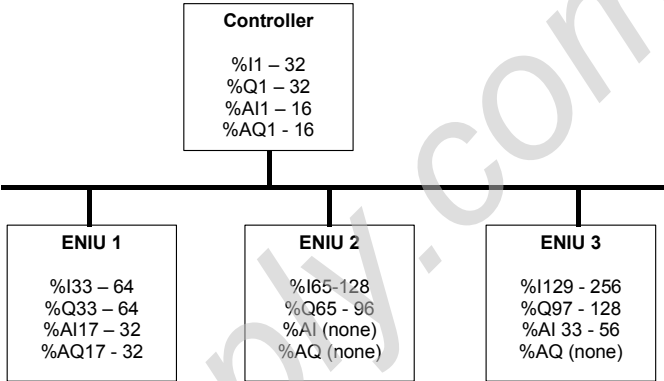 Controller
%I1 – 32
%Q1 – 32
%AI1 – 16
%AQ1 - 16
ENIU 1
%I33 – 64
%Q33 – 64
%AI17 – 32
%AQ17 - 32
ENIU 2
%I65-128
%Q65 - 96
%AI (none)
%AQ (none)
ENIU 3
%I129 - 256
%Q97 - 128
%AI 33 - 56
%AQ (none)
ply.com